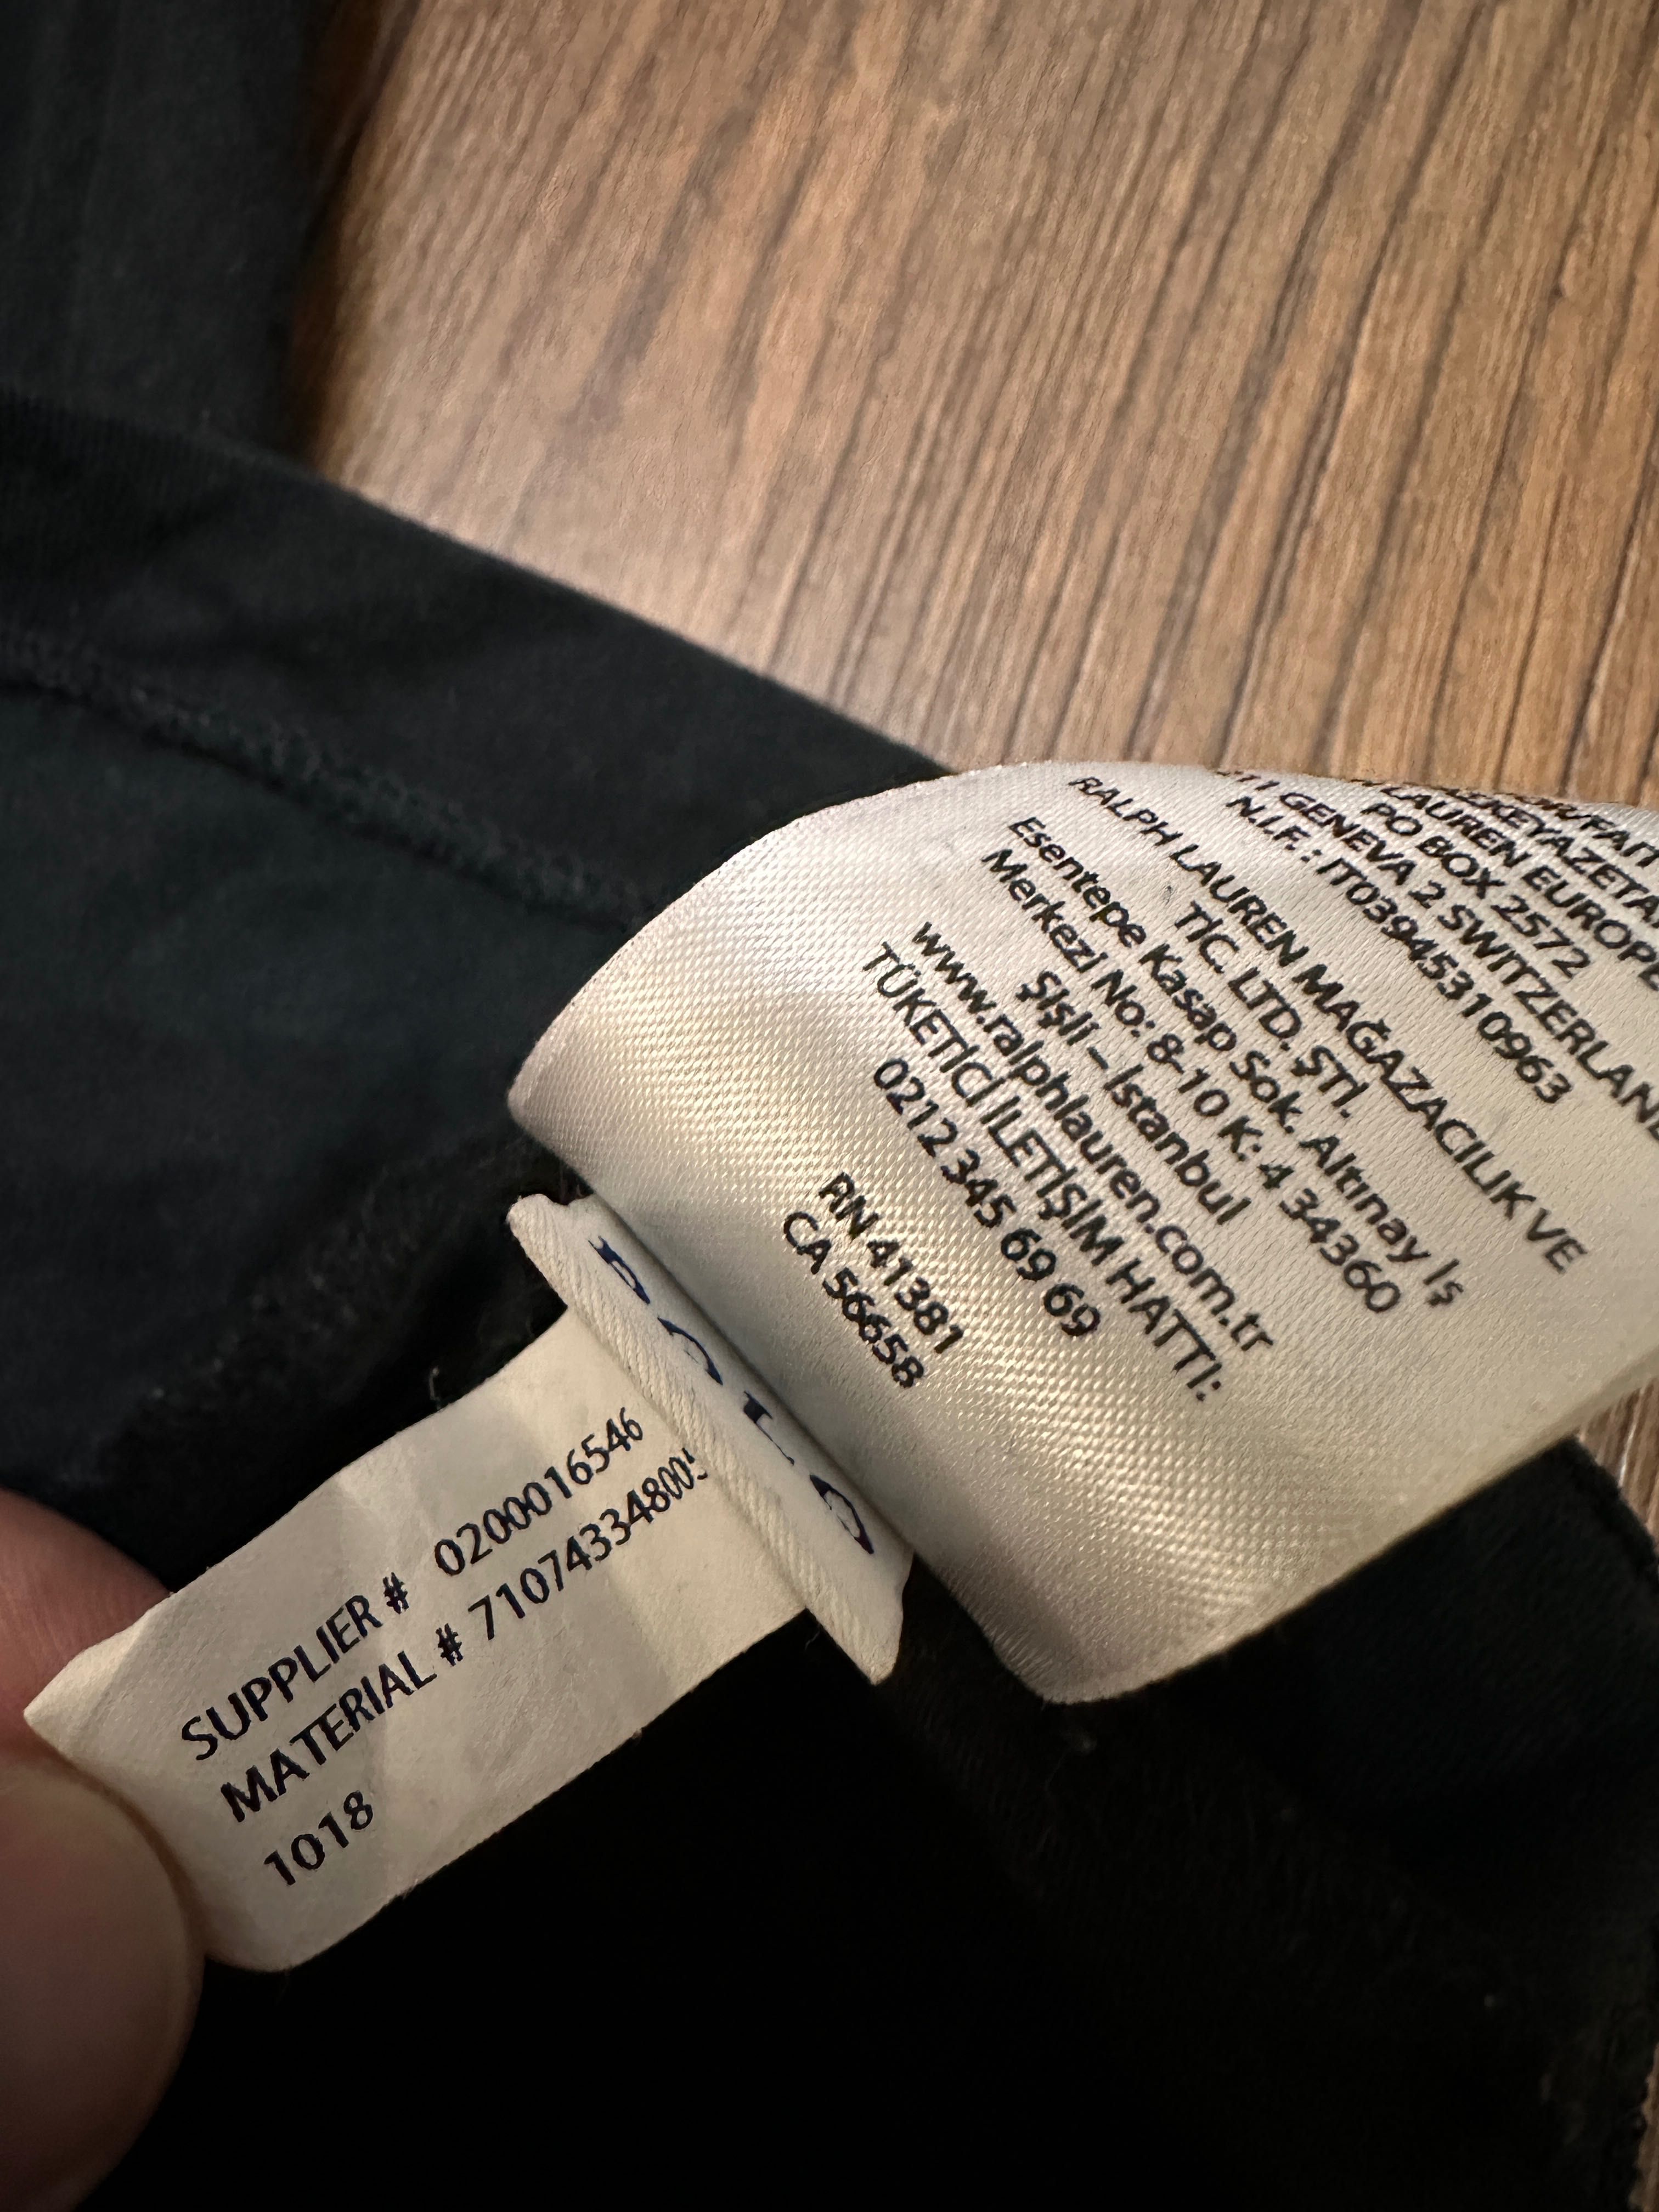 PO BOX 2572
GENEVA 2 SWITZERLAND
N.I.F. : IT03945310963
RALPH LAUREN MAĞAZACILIK VE
TİC. LTD. ŞTİ.
Esentepe Kasap Sok. Altınay İş
Merkezi No: 8-10 K: 4 34360
Şişli – İstanbul
www.ralphlauren.com.tr
TÜKETİCİ İLETİŞİM HATTI:
0212 345 69 69
RN 41381
CA 56658
POLO
SUPPLIER # 0200016546
MATERIAL # 710743348005
1018